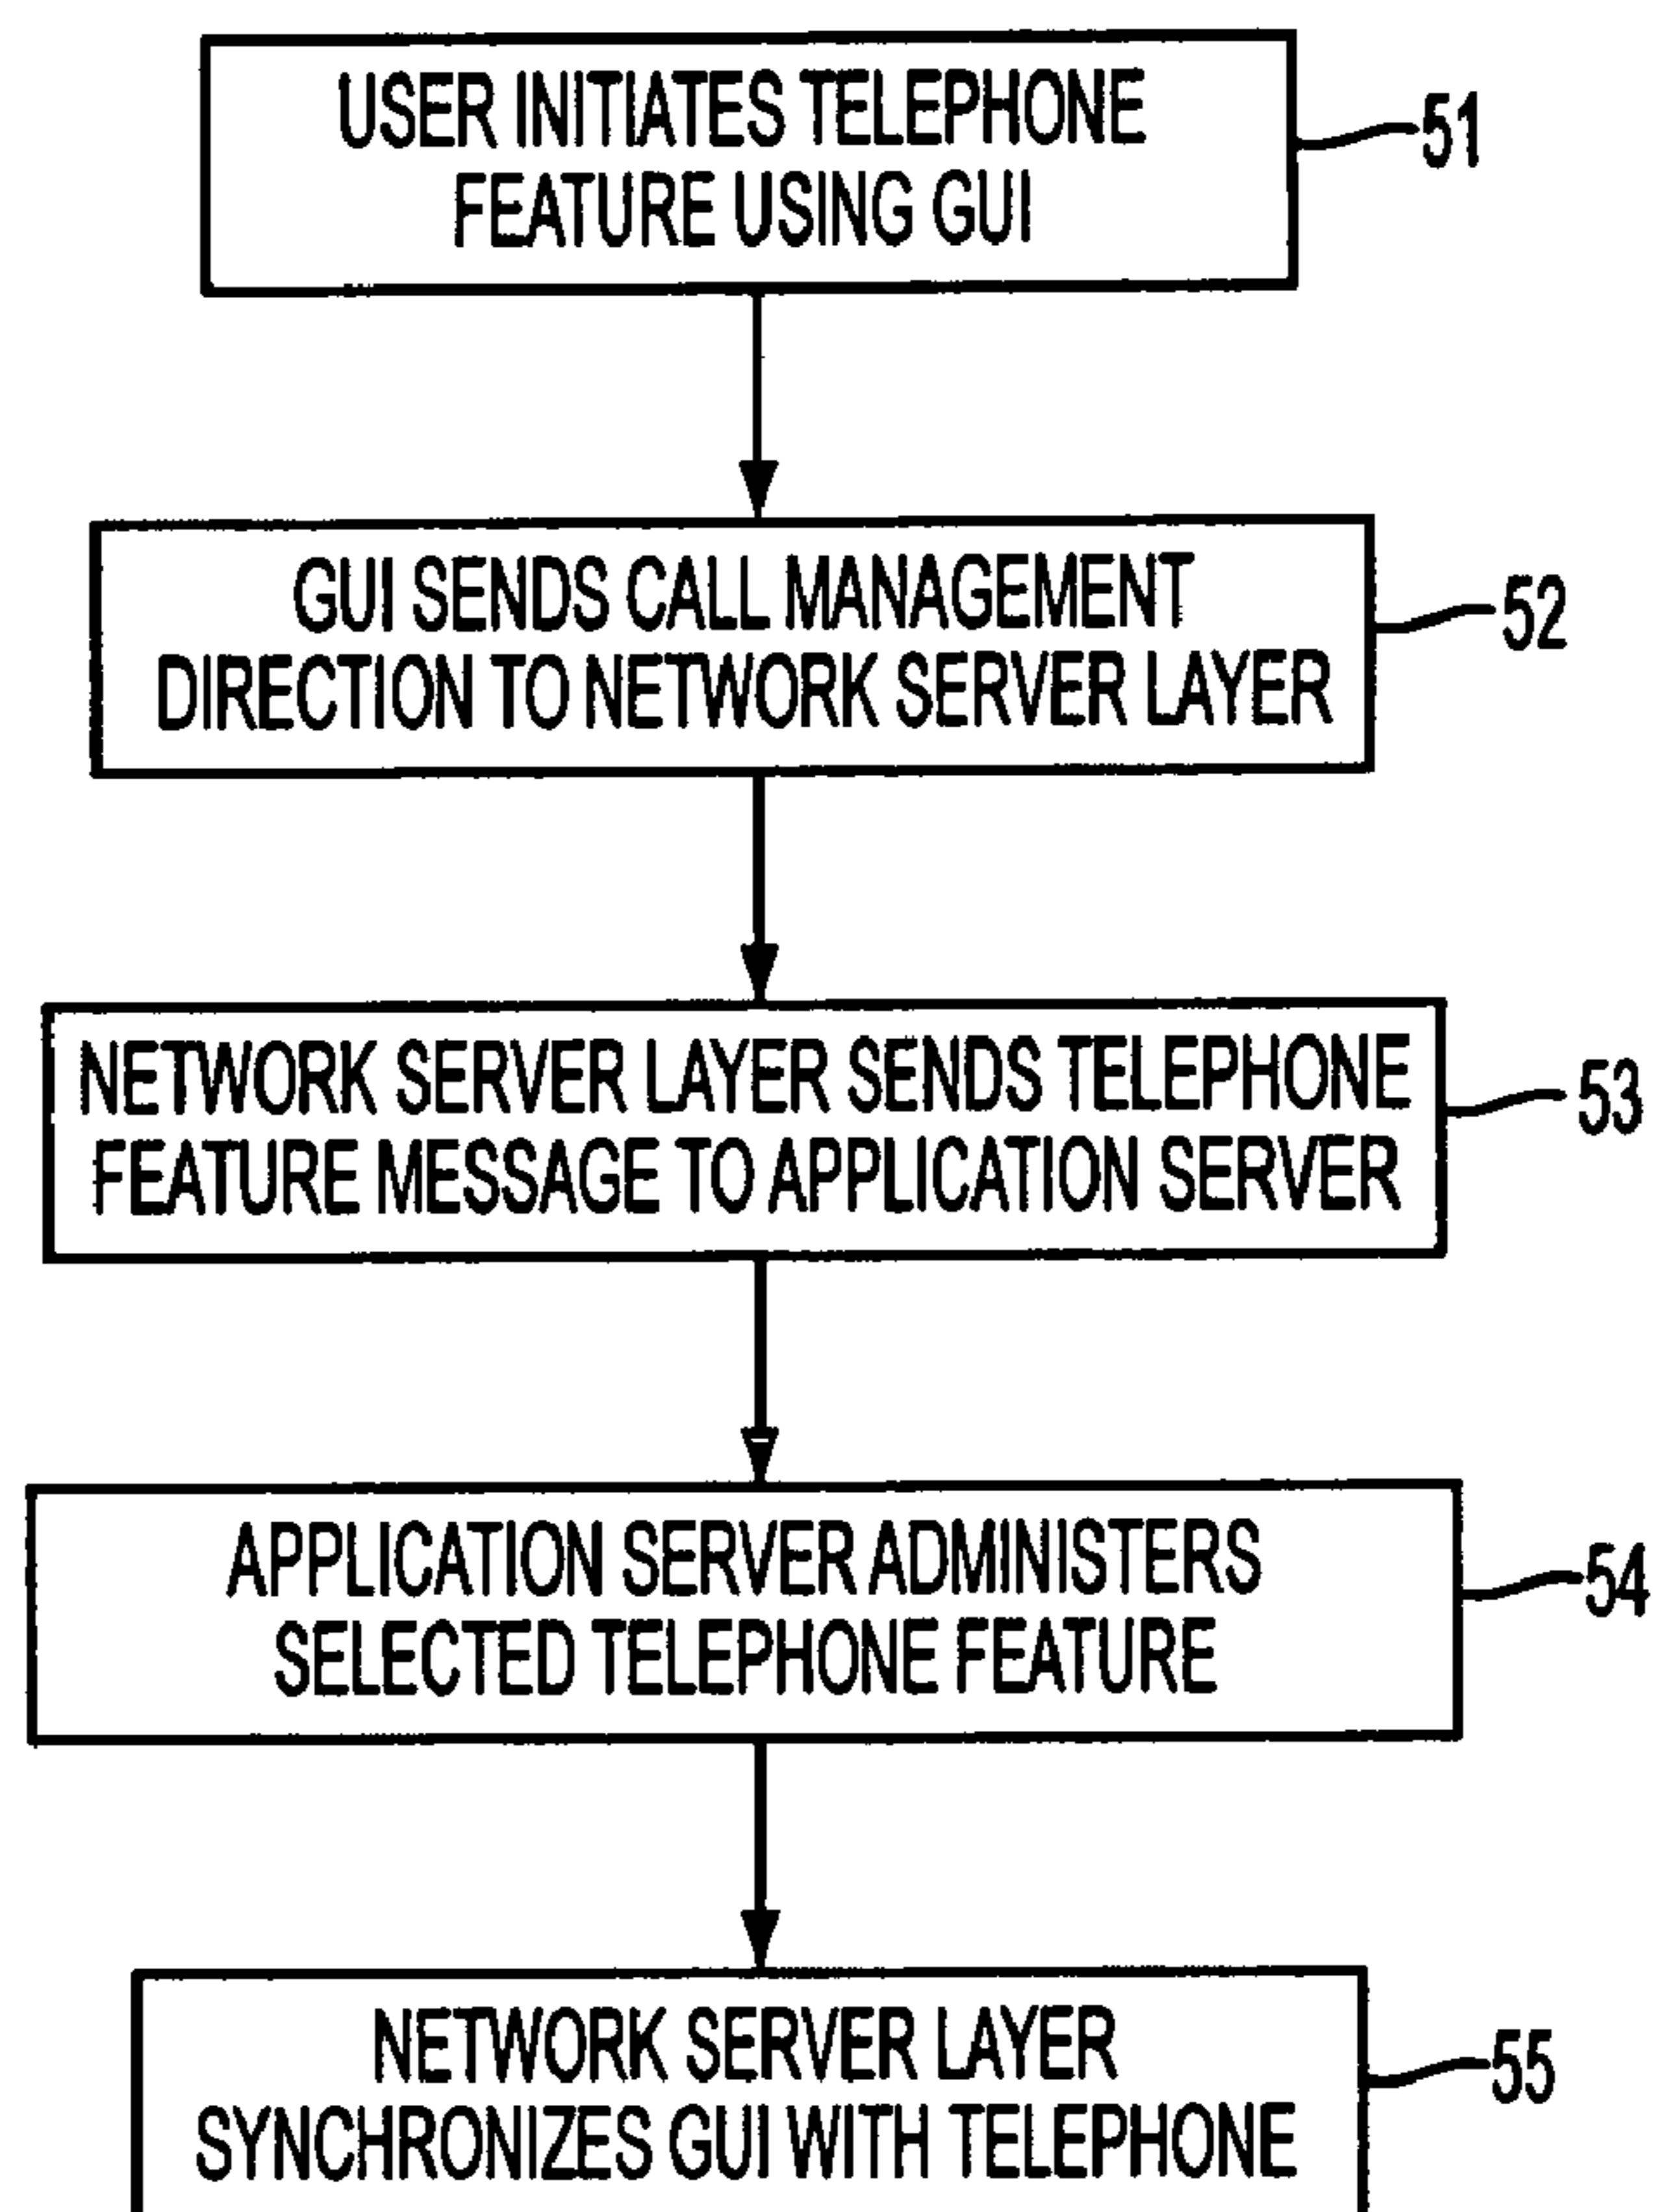 USER INITIATES TELEPHONE
FEATURE USING GUI
51
GUI SENDS CALL MANAGEMENT
DIRECTION TO NETWORK SERVER LAYER
52
NETWORK SERVER LAYER SENDS TELEPHONE
FEATURE MESSAGE TO APPLICATION SERVER
53
APPLICATION SERVER ADMINISTERS
SELECTED TELEPHONE FEATURE
54
NETWORK SERVER LAYER
SYNCHRONIZES GUI WITH TELEPHONE
55